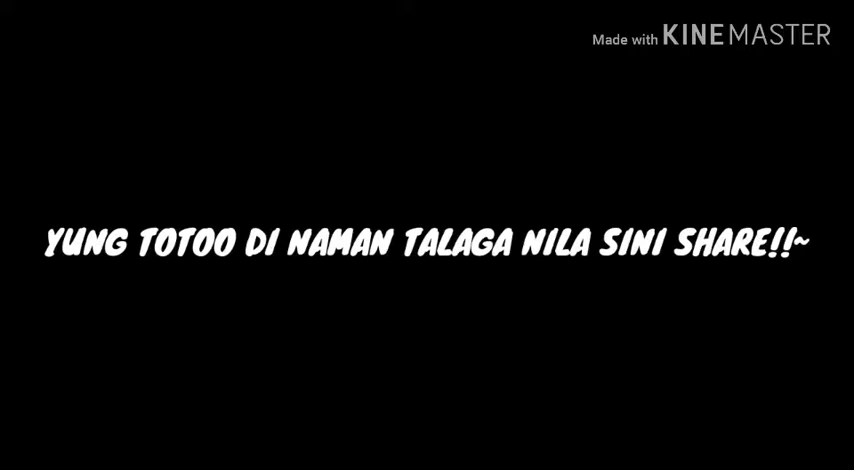 Made with KINEMASTER
YUNG TOTOO DI NAMAN TALAGA NILA SINI SHARE!!~